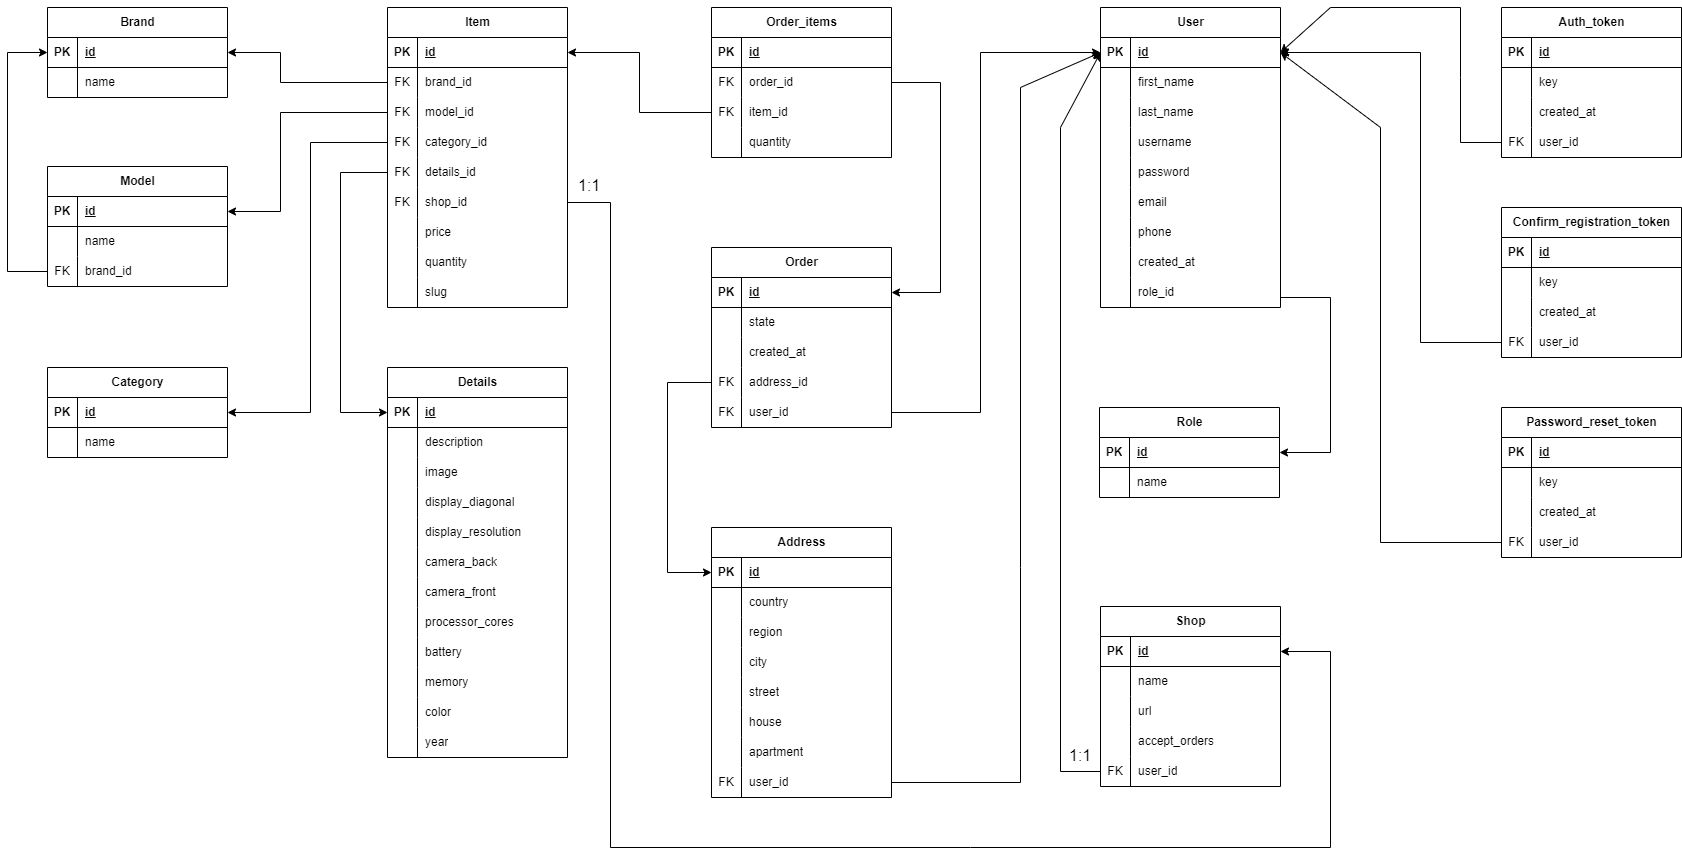 Brand
PK id
name
Model
PK id
name
FK brand_id
Category
PK id
name
Item
PK id
FK brand_id
FK model_id
FK category_id
FK details_id
FK shop_id
price
quantity
slug
1:1
Details
PK id
description
image
display_diagonal
display_resolution
camera_back
camera_front
processor_cores
battery
memory
color
year
Order_items
PK id
FK order_id
FK item_id
quantity
Order
PK id
state
created_at
FK address_id
FK user_id
Address
PK id
country
region
city
street
house
apartment
FK user_id
User
PK id
first_name
last_name
username
password
email
phone
created_at
role_id
Role
PK id
name
Shop
PK id
name
url
accept_orders
1:1
FK user_id
Auth_token
PK id
key
created_at
FK user_id
Confirm_registration_token
PK id
key
created_at
FK user_id
Password_reset_token
PK id
key
created_at
FK user_id